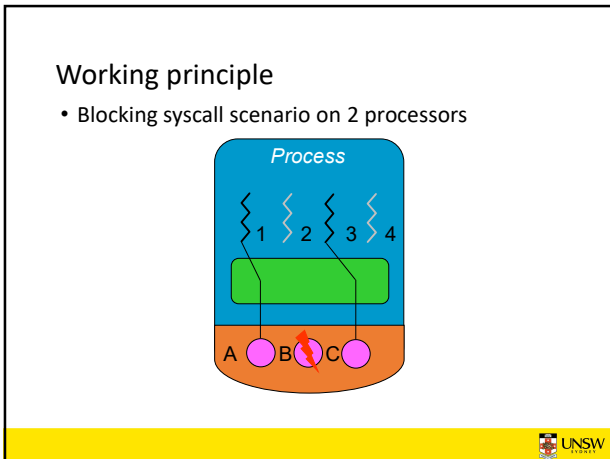 Working principle
• Blocking syscall scenario on 2 processors
Process
1 2 3 4
A B C
UNSW
SYDNEY